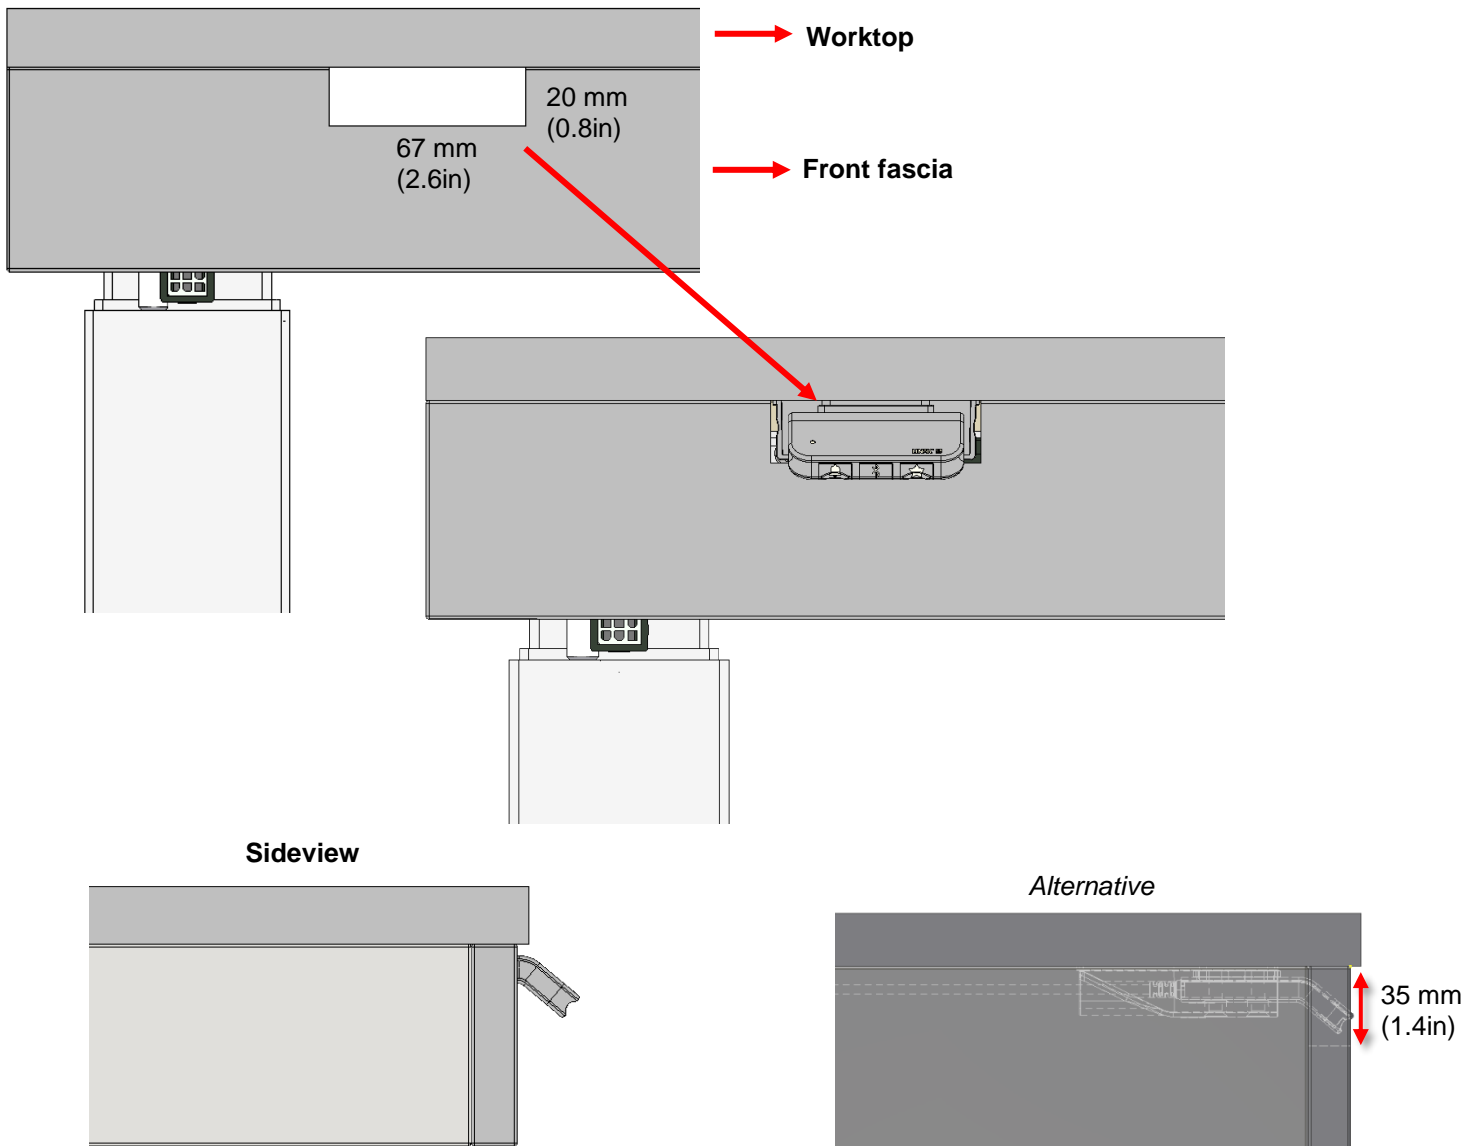 Worktop
20 mm
(0.8in)
67 mm
(2.6in)
Front fascia
Sideview
Alternative
35 mm
(1.4in)